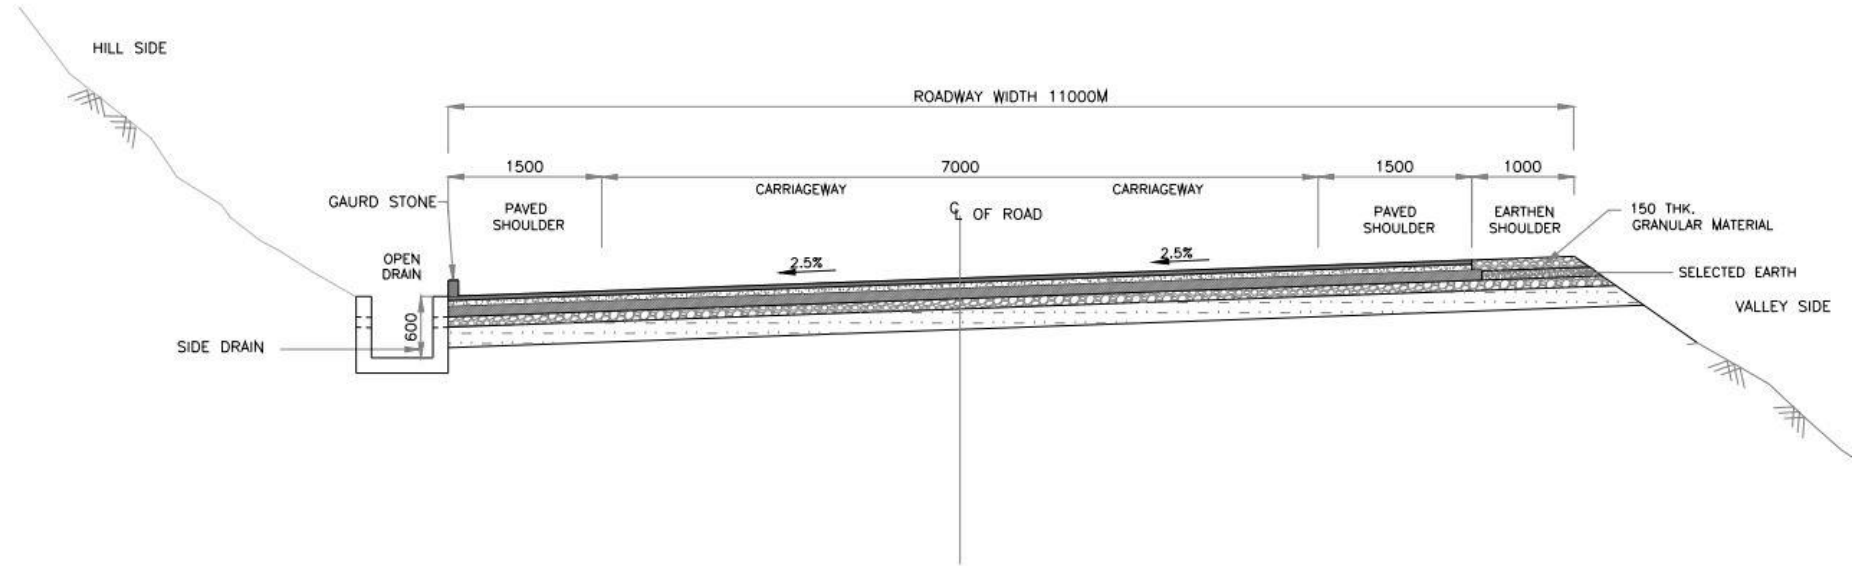 HILL SIDE
ROADWAY WIDTH 11000M
1500
7000
1500
1000
CARRIAGEWAY
CARRIAGEWAY
GAURD STONE
PAVED
SHOULDER
℄ OF ROAD
PAVED
SHOULDER
EARTHEN
SHOULDER
150 THK.
GRANULAR MATERIAL
OPEN
DRAIN
2.5%
2.5%
SELECTED EARTH
VALLEY SIDE
600
SIDE DRAIN